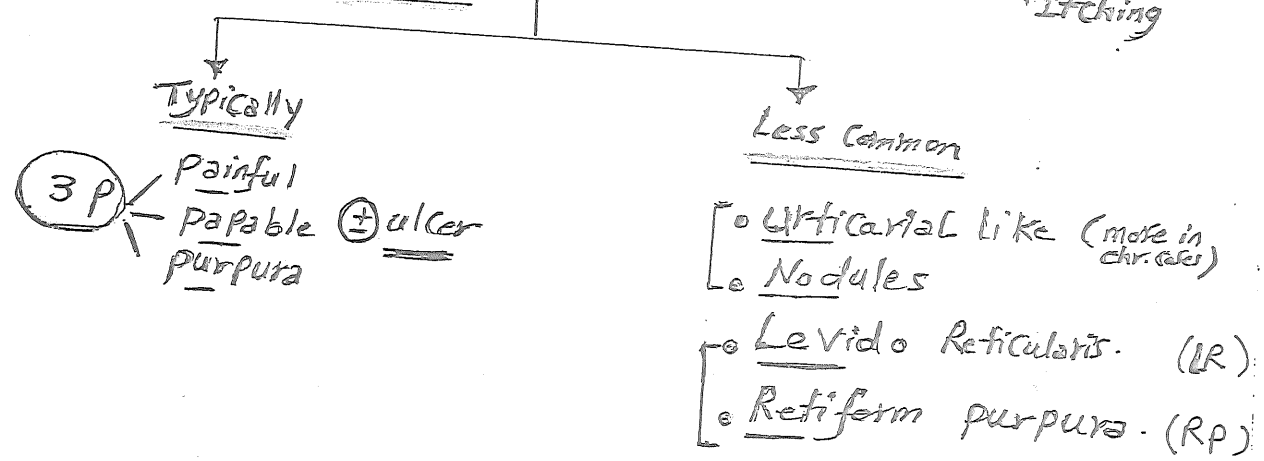 Itching
Typically
Less Common
3 P
Painful
Papable ± ulcer
Purpura
Urticarial Like (more in chr. cases)
Nodules
Levido Reticularis. (LR)
Retiform purpura. (RP)